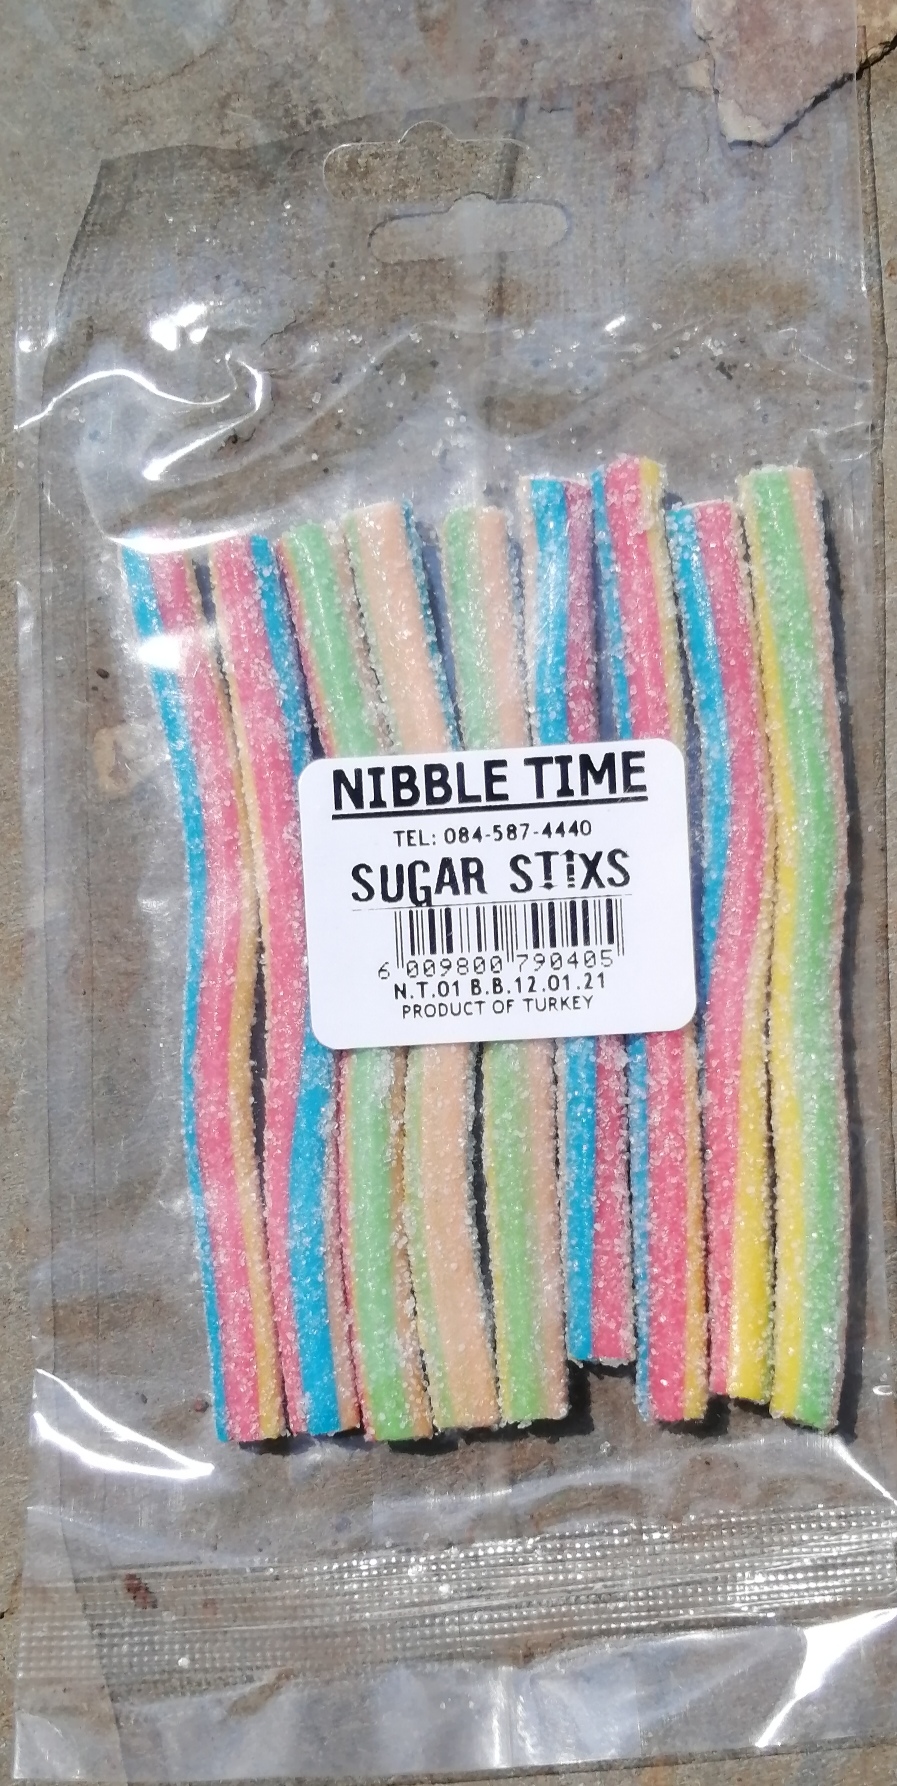 NIBBLE TIME
TEL: 084-587-4440
SUGAR STIXS
6 009800 790405
N.T.01 B.B.12.01.21
PRODUCT OF TURKEY